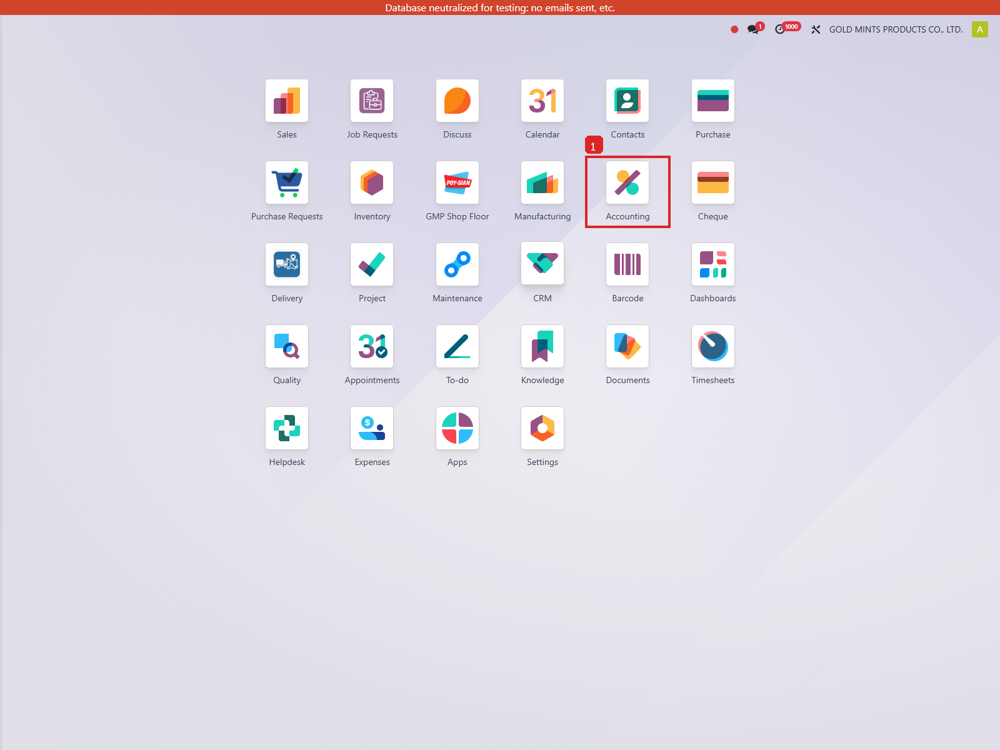 Database neutralized for testing: no emails sent, etc.
1
1000
GOLD MINTS PRODUCTS CO., LTD.
A
31
Sales
Job Requests
Discuss
Calendar
Contacts
Purchase
1
POY-SIAN
Purchase Requests
Inventory
GMP Shop Floor
Manufacturing
Accounting
Cheque
Delivery
Project
Maintenance
CRM
Barcode
Dashboards
31
Quality
Appointments
To-do
Knowledge
Documents
Timesheets
$
Helpdesk
Expenses
Apps
Settings